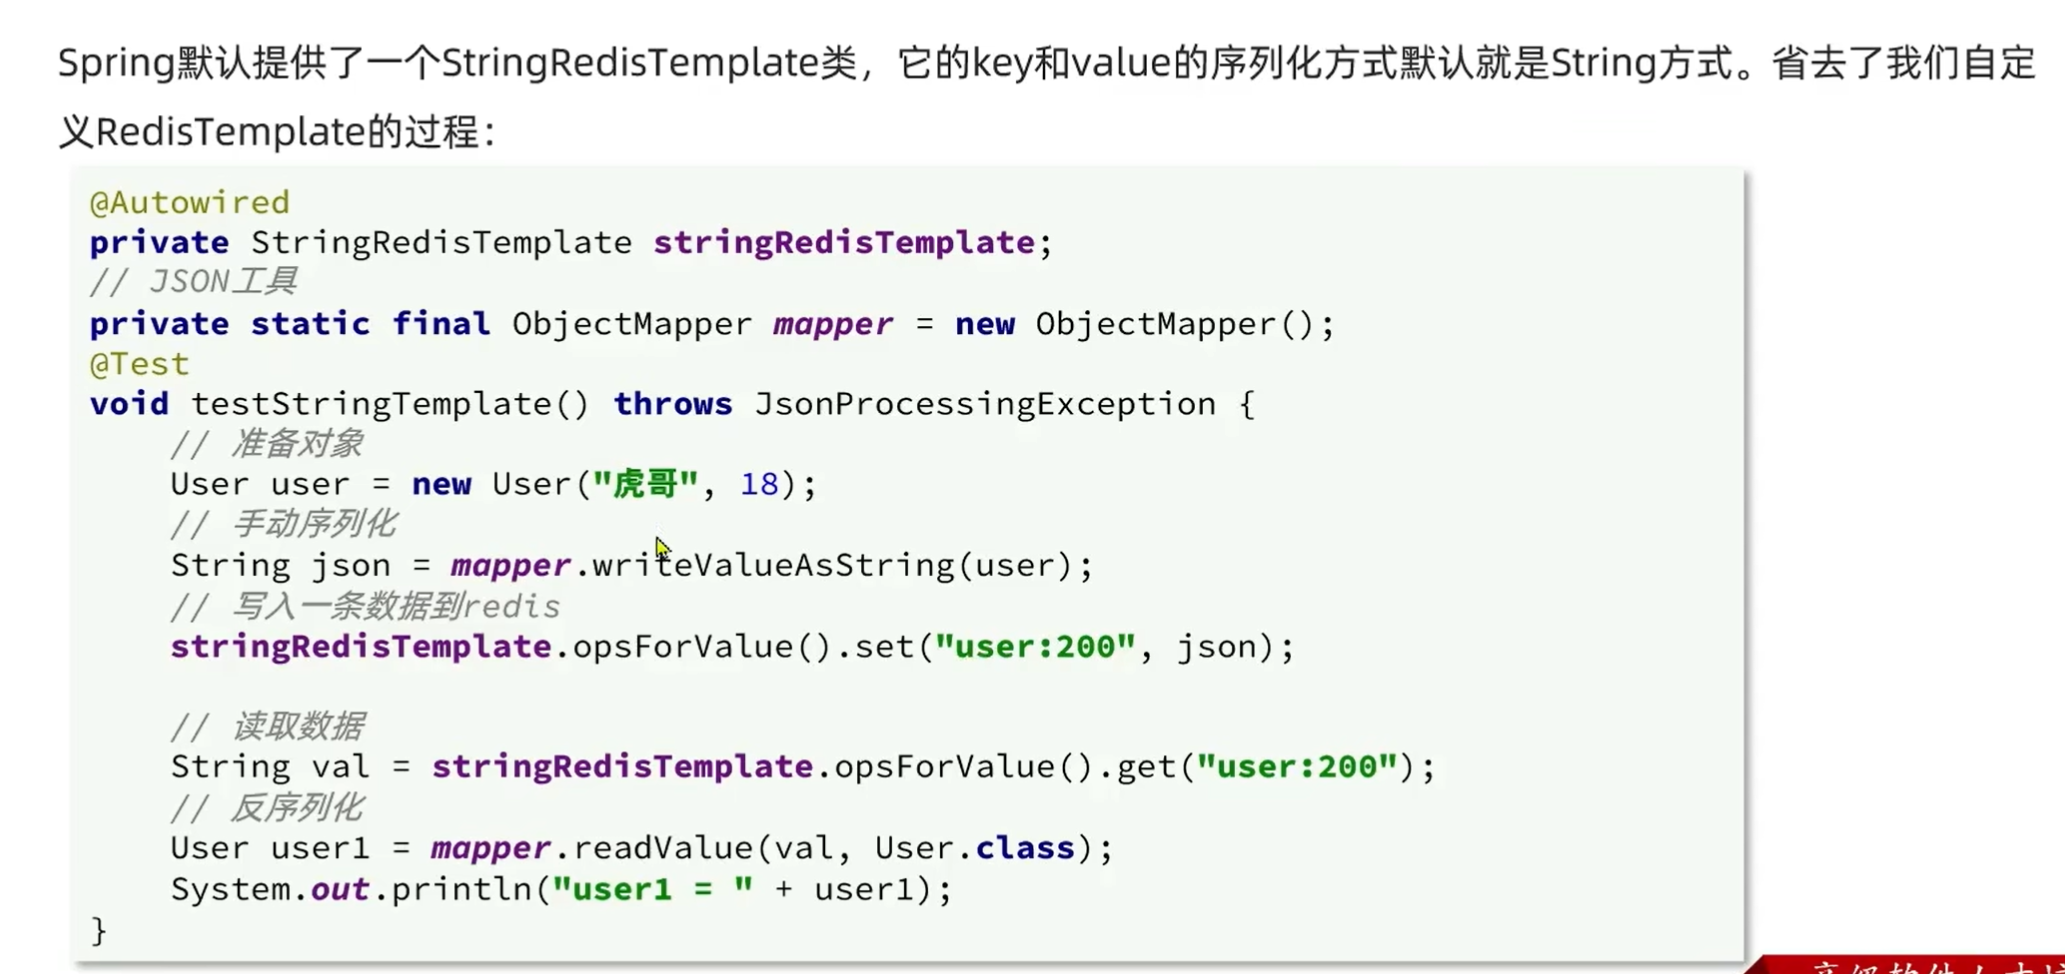 Spring默认提供了一个StringRedisTemplate类，它的key和value的序列化方式默认就是String方式。省去了我们自定
义RedisTemplate的过程：
@Autowired
private StringRedisTemplate stringRedisTemplate;
// JSON工具
private static final ObjectMapper mapper = new ObjectMapper();
@Test
void testStringTemplate() throws JsonProcessingException {
    // 准备对象
    User user = new User("虎哥", 18);
    // 手动序列化
    String json = mapper.writeValueAsString(user);
    // 写入一条数据到redis
    stringRedisTemplate.opsForValue().set("user:200", json);
    // 读取数据
    String val = stringRedisTemplate.opsForValue().get("user:200");
    // 反序列化
    User user1 = mapper.readValue(val, User.class);
    System.out.println("user1 = " + user1);
}